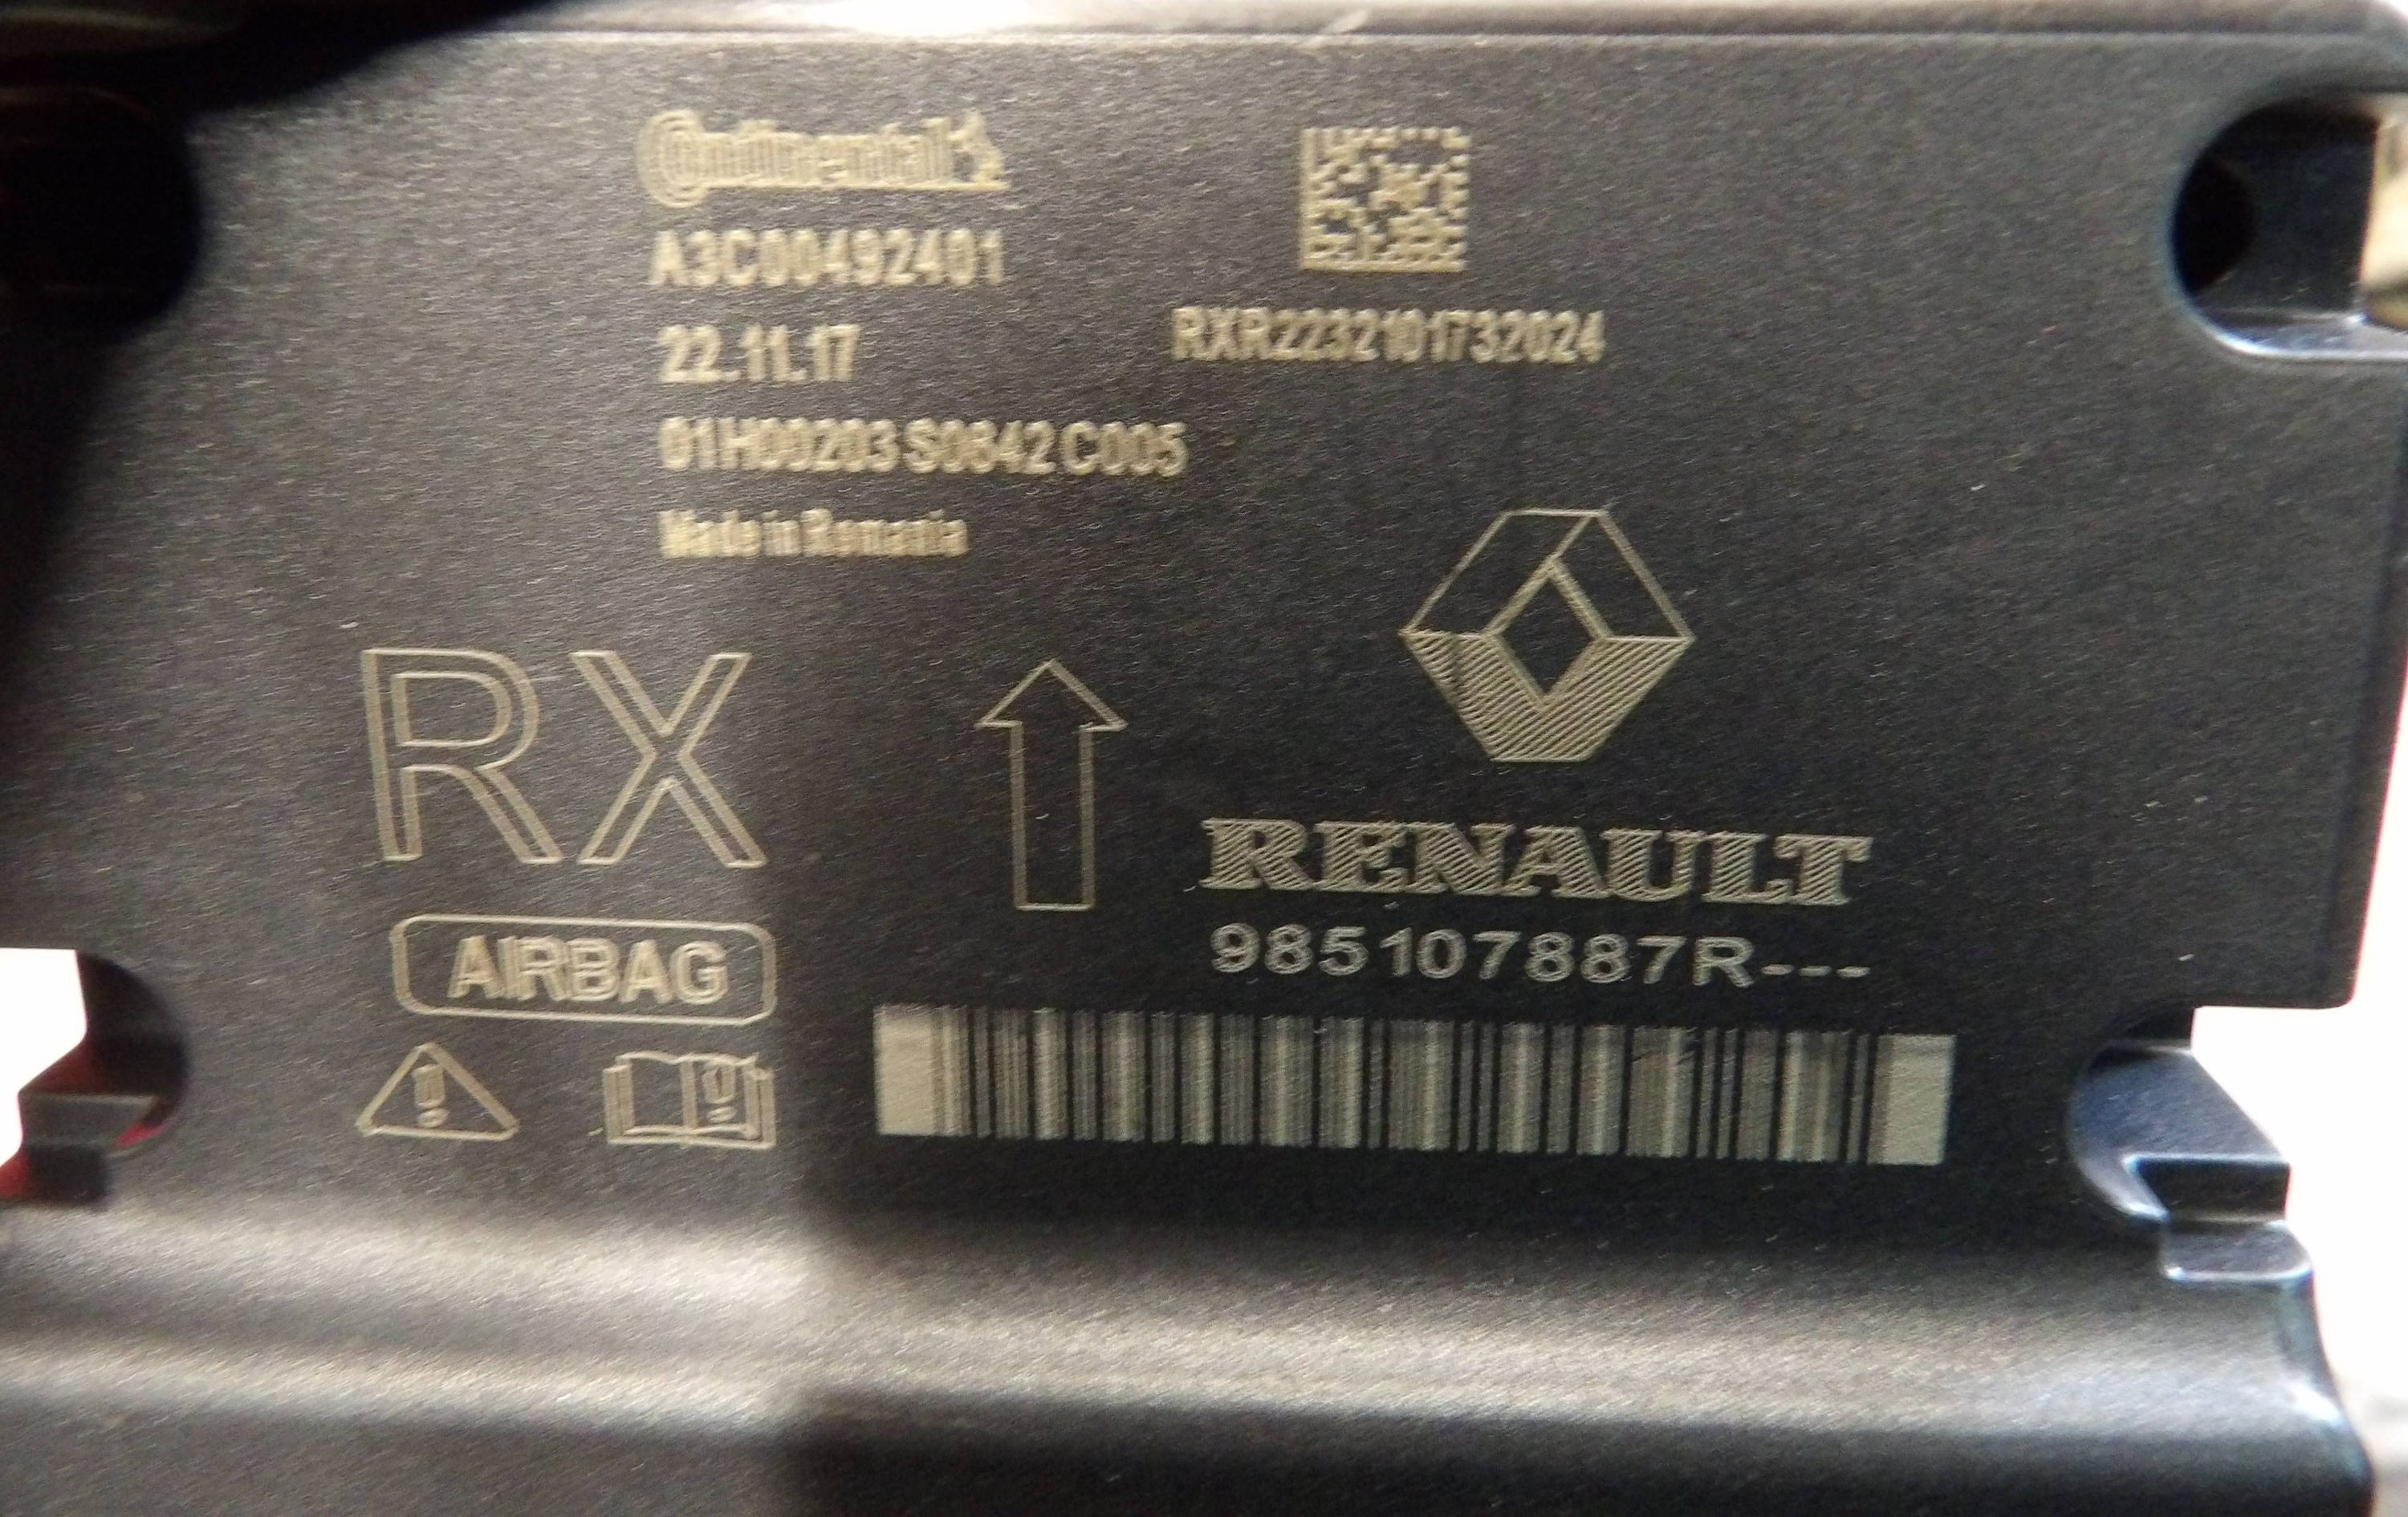 Continental
A3C00492401
22.11.17
01H00203 S0842 C005
Made in Romania
RXR2232101732024
RX
AIRBAG
RENAULT
985107887R---